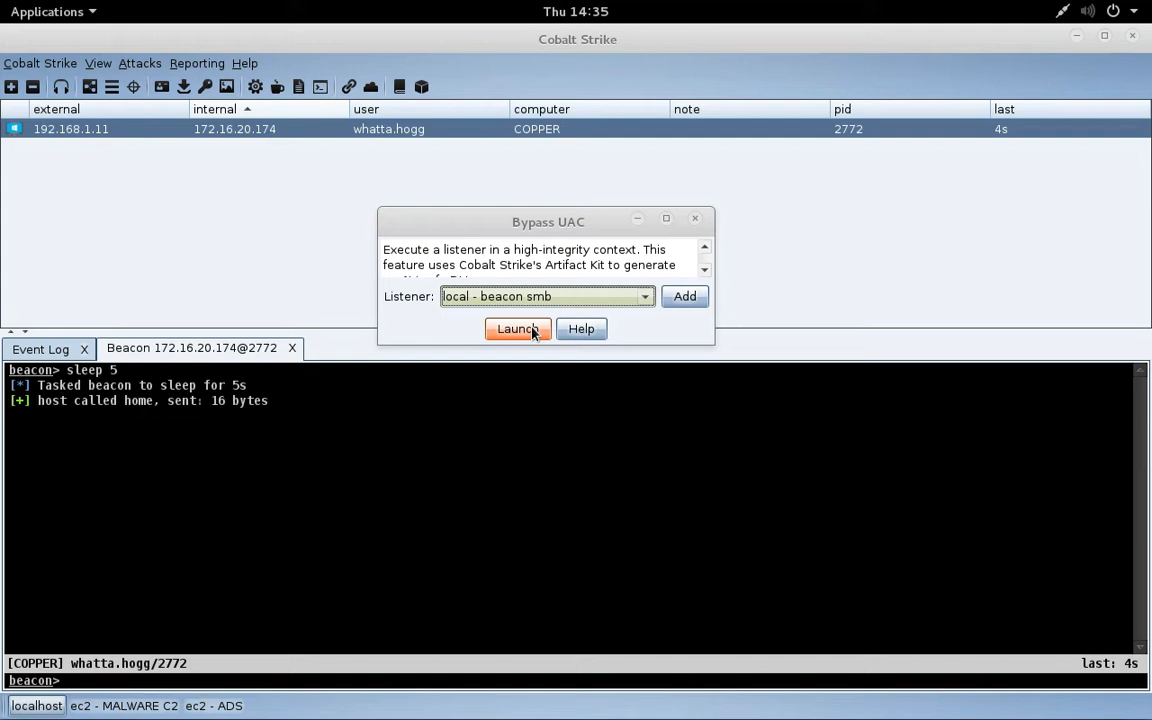 Applications
Thu 14:35
Cobalt Strike
Cobalt Strike View Attacks Reporting Help
external internal user computer note pid last
192.168.1.11 172.16.20.174 whatta.hogg COPPER 2772 4s
Bypass UAC
Execute a listener in a high-integrity context. This
feature uses Cobalt Strike's Artifact Kit to generate
Listener: local - beacon smb Add
Launch Help
Event Log X Beacon 172.16.20.174@2772 X
beacon> sleep 5
[*] Tasked beacon to sleep for 5s
[+] host called home, sent: 16 bytes
[COPPER] whatta.hogg/2772 last: 4s
beacon>
localhost ec2 - MALWARE C2 ec2 - ADS